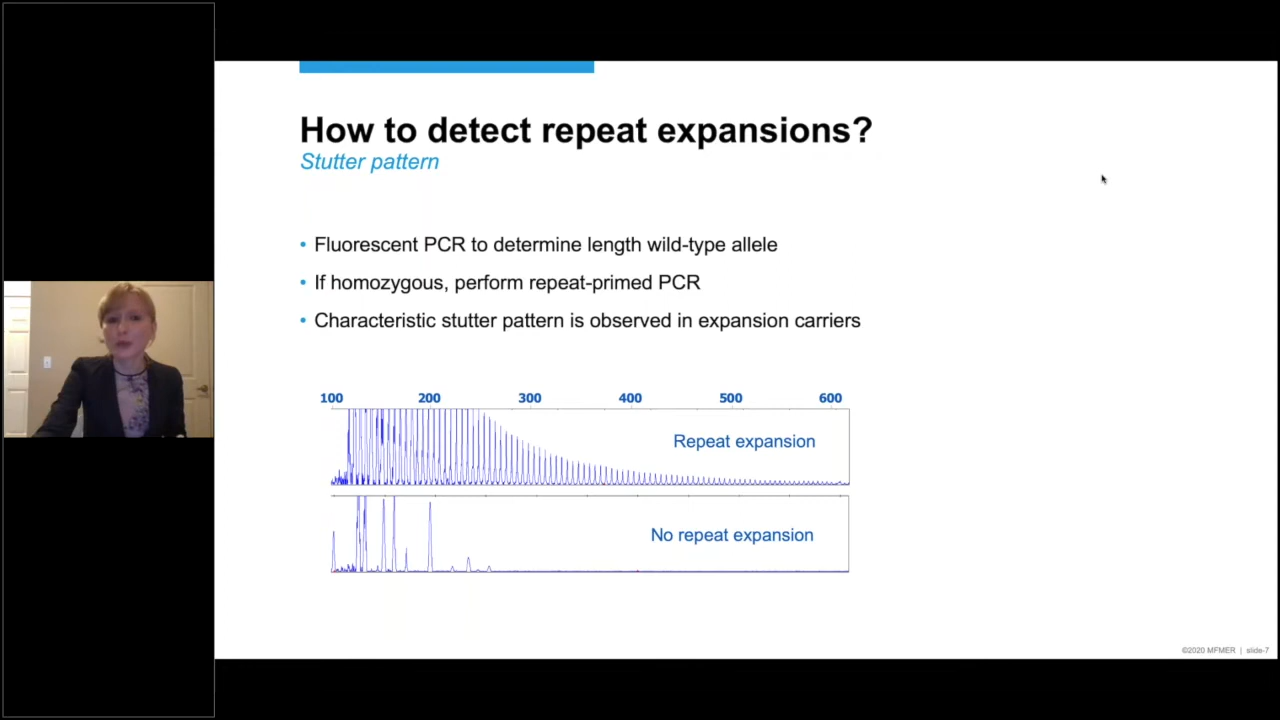 How to detect repeat expansions?
Stutter pattern
• Fluorescent PCR to determine length wild-type allele
• If homozygous, perform repeat-primed PCR
• Characteristic stutter pattern is observed in expansion carriers
100 200 300 400 500 600
Repeat expansion
No repeat expansion
©2020 MFMER | slide-7